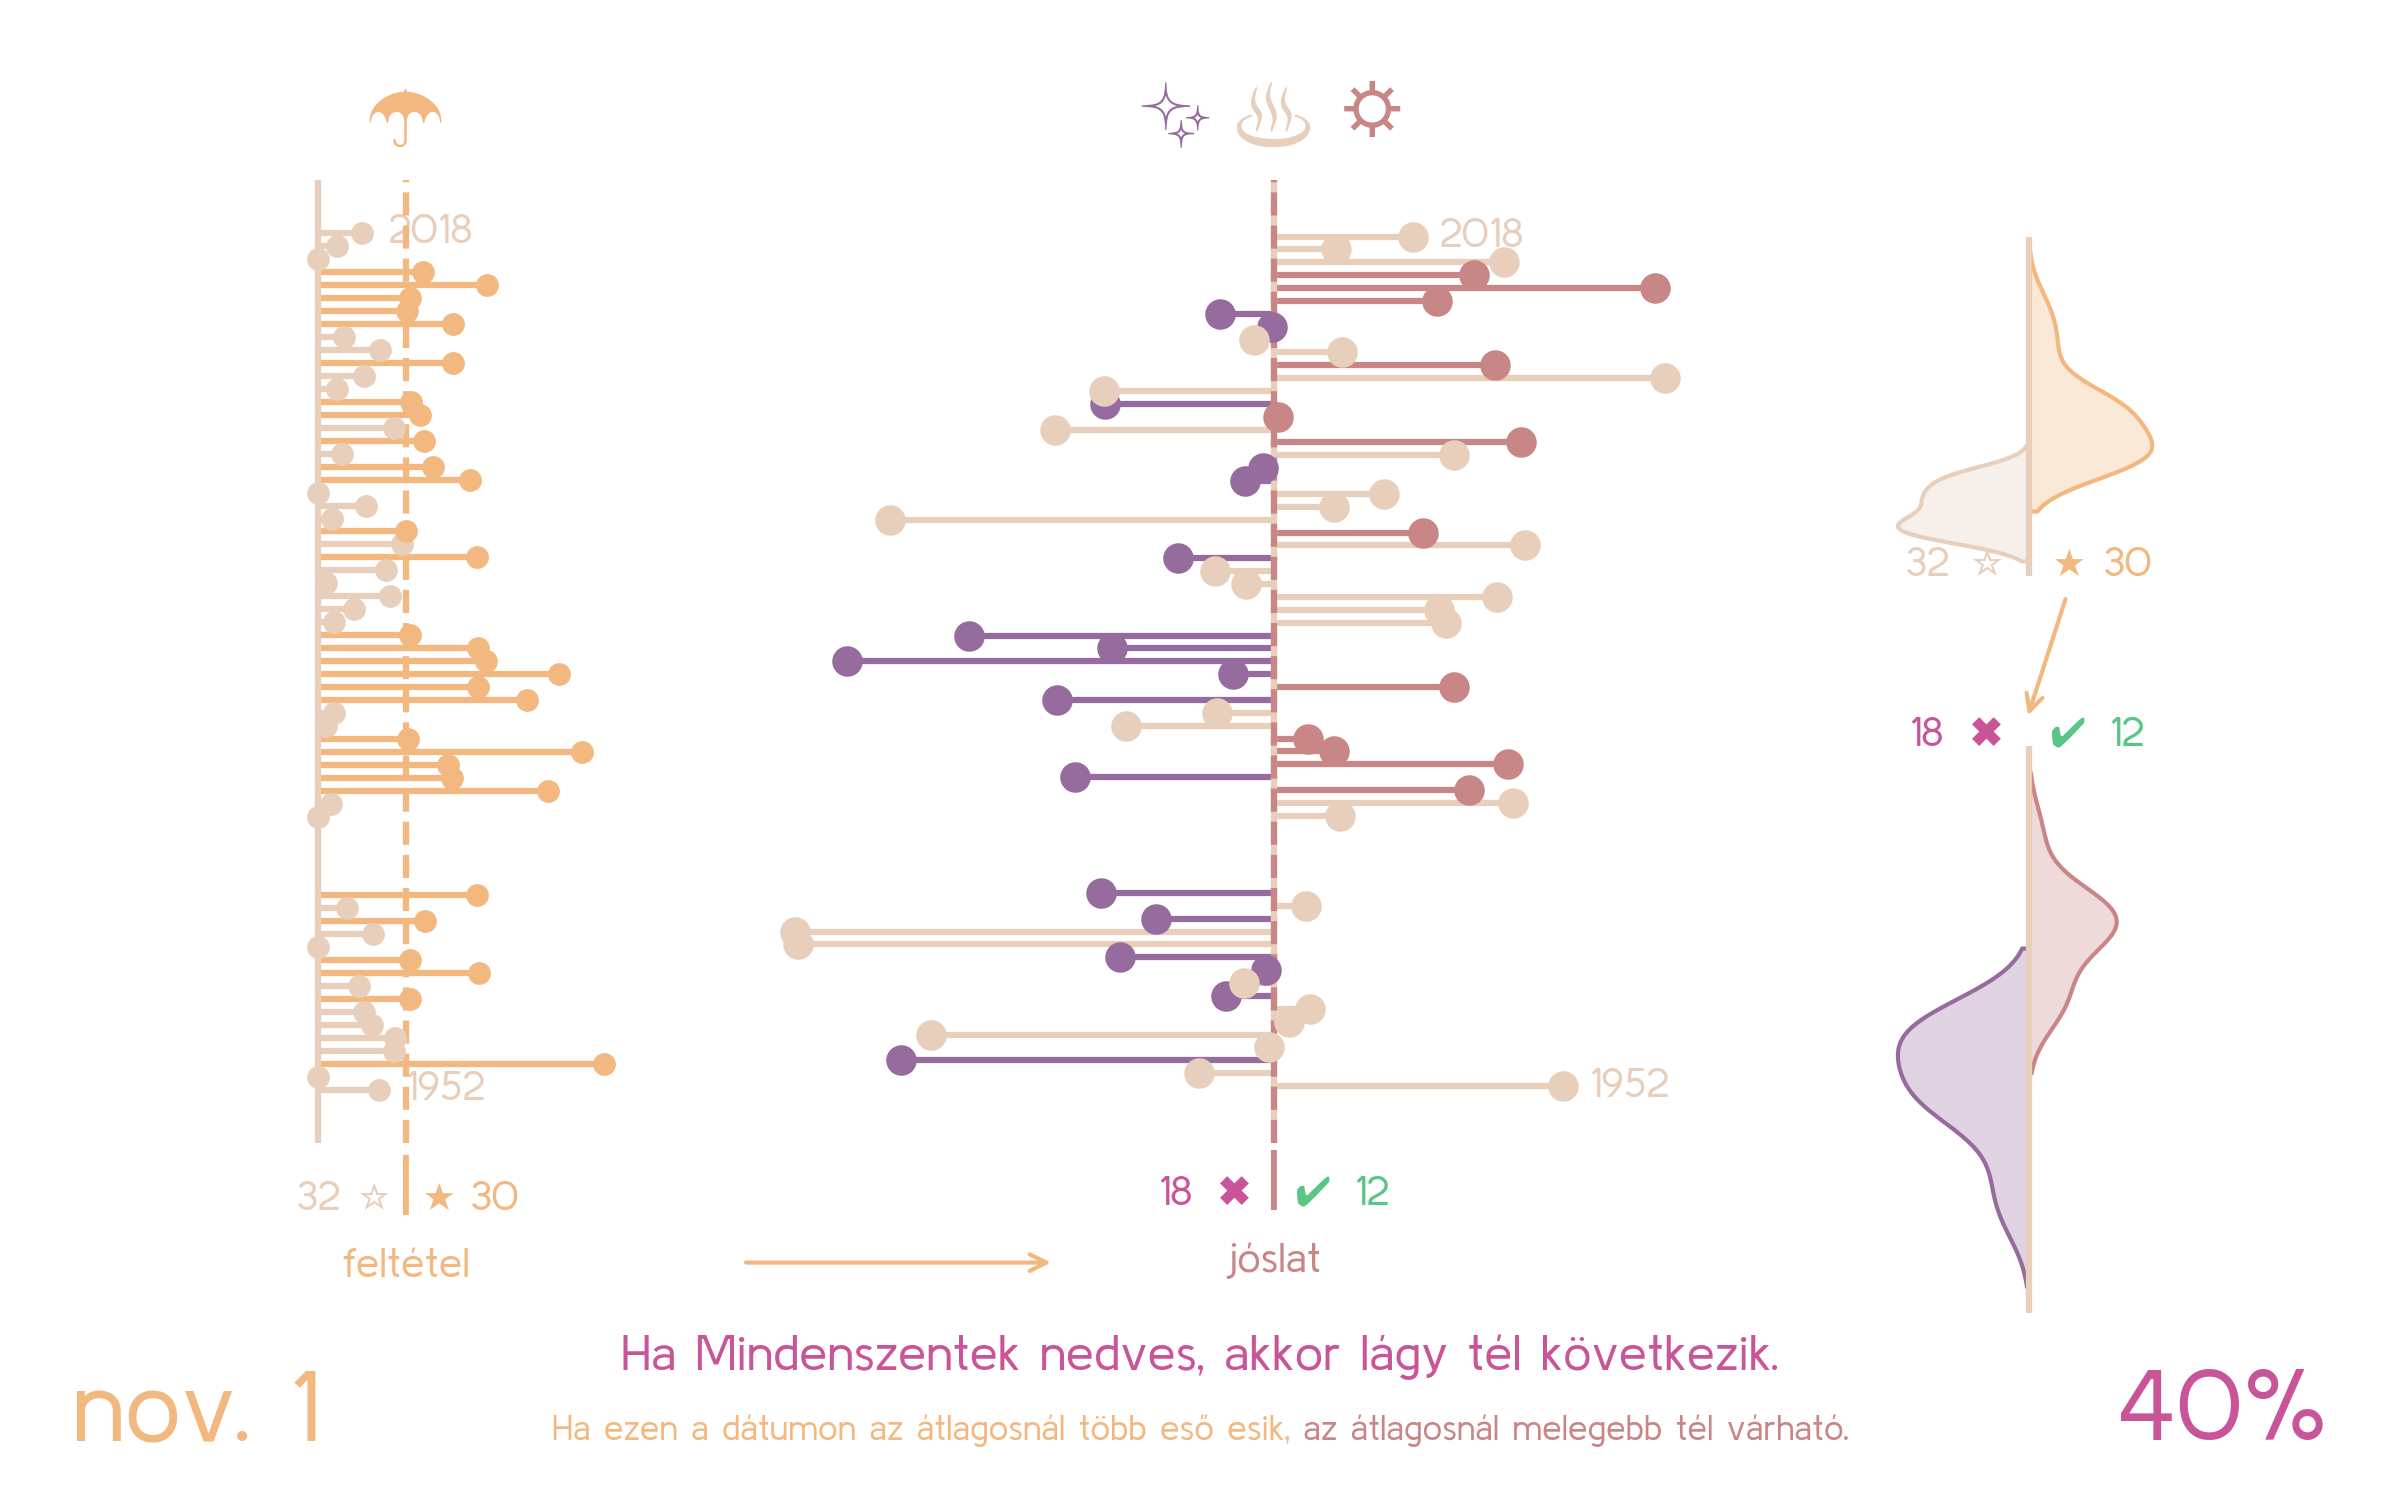 2018
2018
32 ☆ ★ 30
18 ✖ ✔ 12
1952
1952
32 ☆ ★ 30
18 ✖ ✔ 12
feltétel
jóslat
Ha Mindenszentek nedves, akkor lágy tél következik.
nov. 1
40%
Ha ezen a dátumon az átlagosnál több eső esik, az átlagosnál melegebb tél várható.